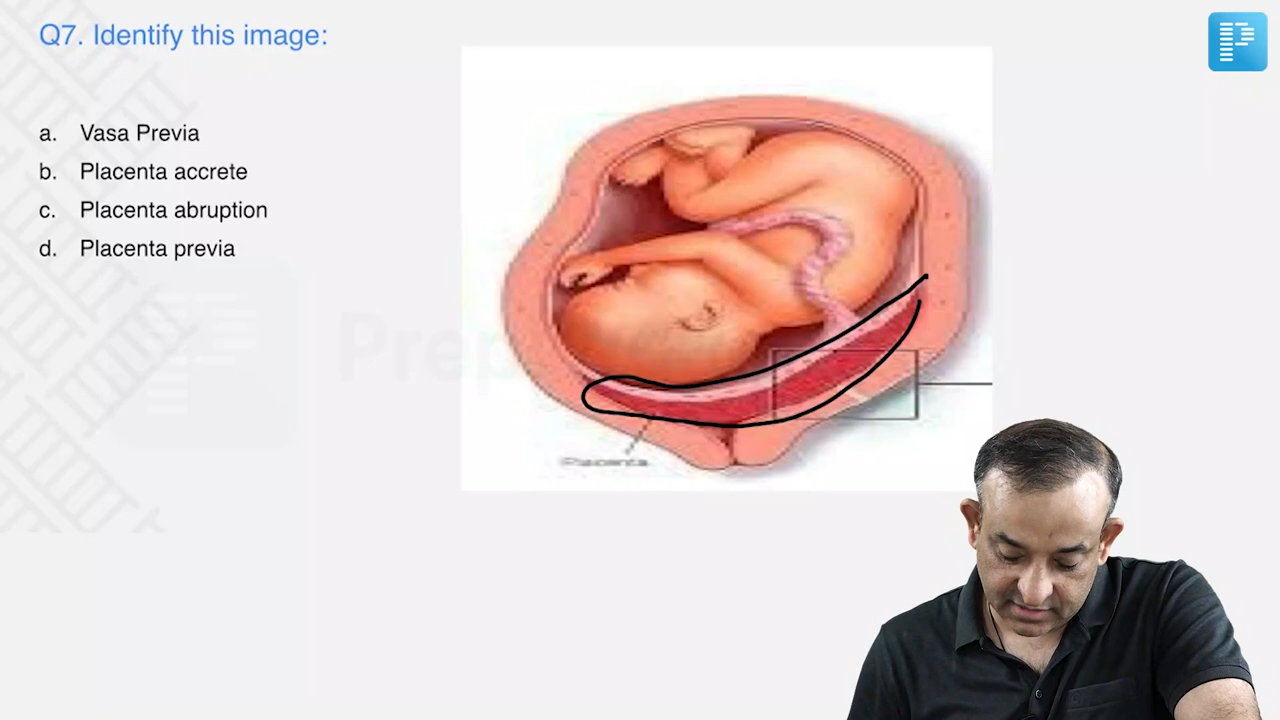 Q7. Identify this image:
a. Vasa Previa
b. Placenta accrete
c. Placenta abruption
d. Placenta previa
Placenta